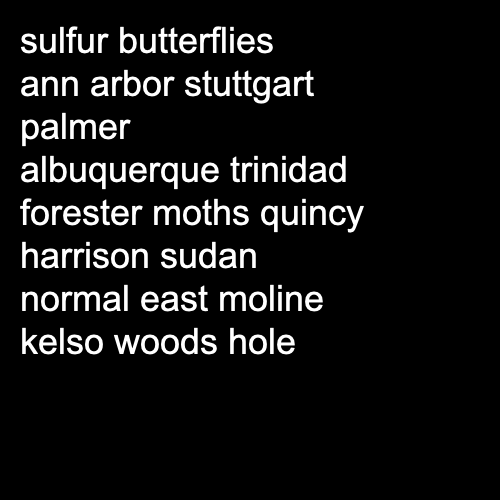 sulfur butterflies
ann arbor stuttgart
palmer
albuquerque trinidad
forester moths quincy
harrison sudan
normal east moline
kelso woods hole